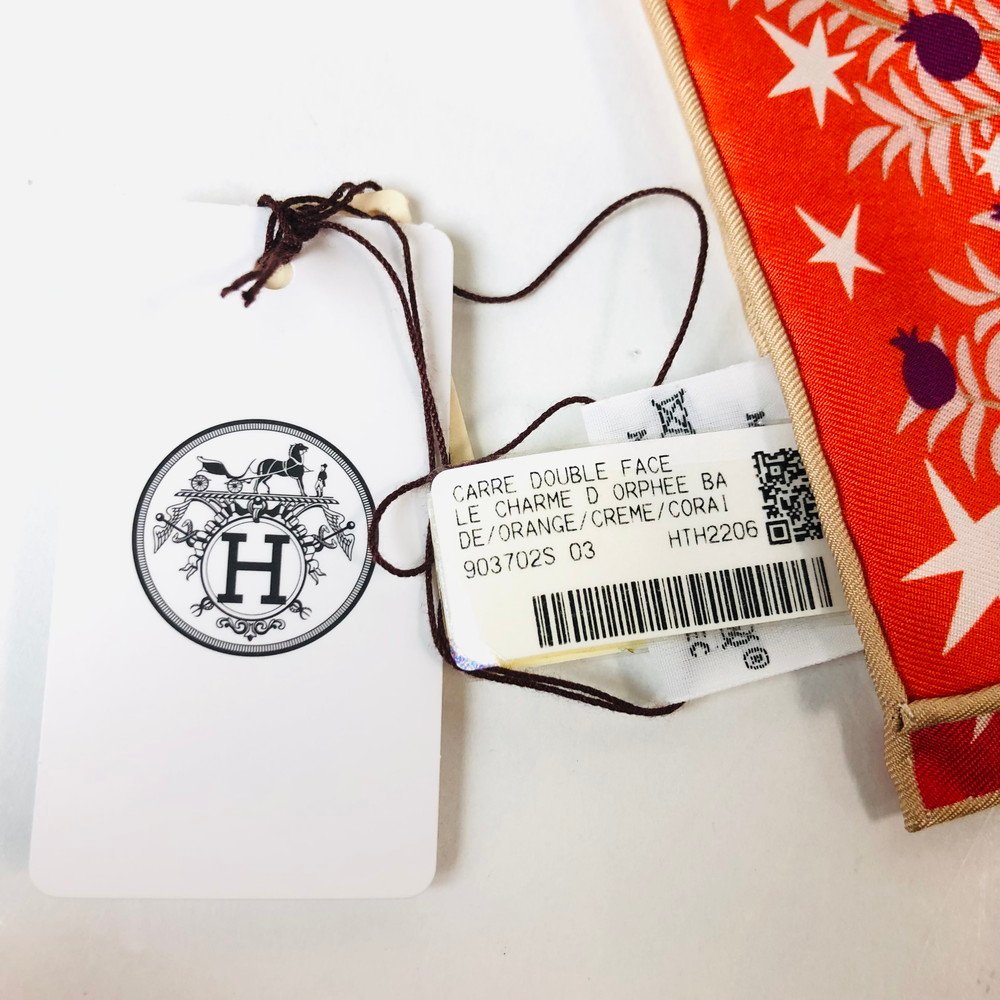 H
CARRE DOUBLE FACE
LE CHARME D ORPHEE BA
DE/ORANGE/CREME/CORAI
903702S 03 HTH2206